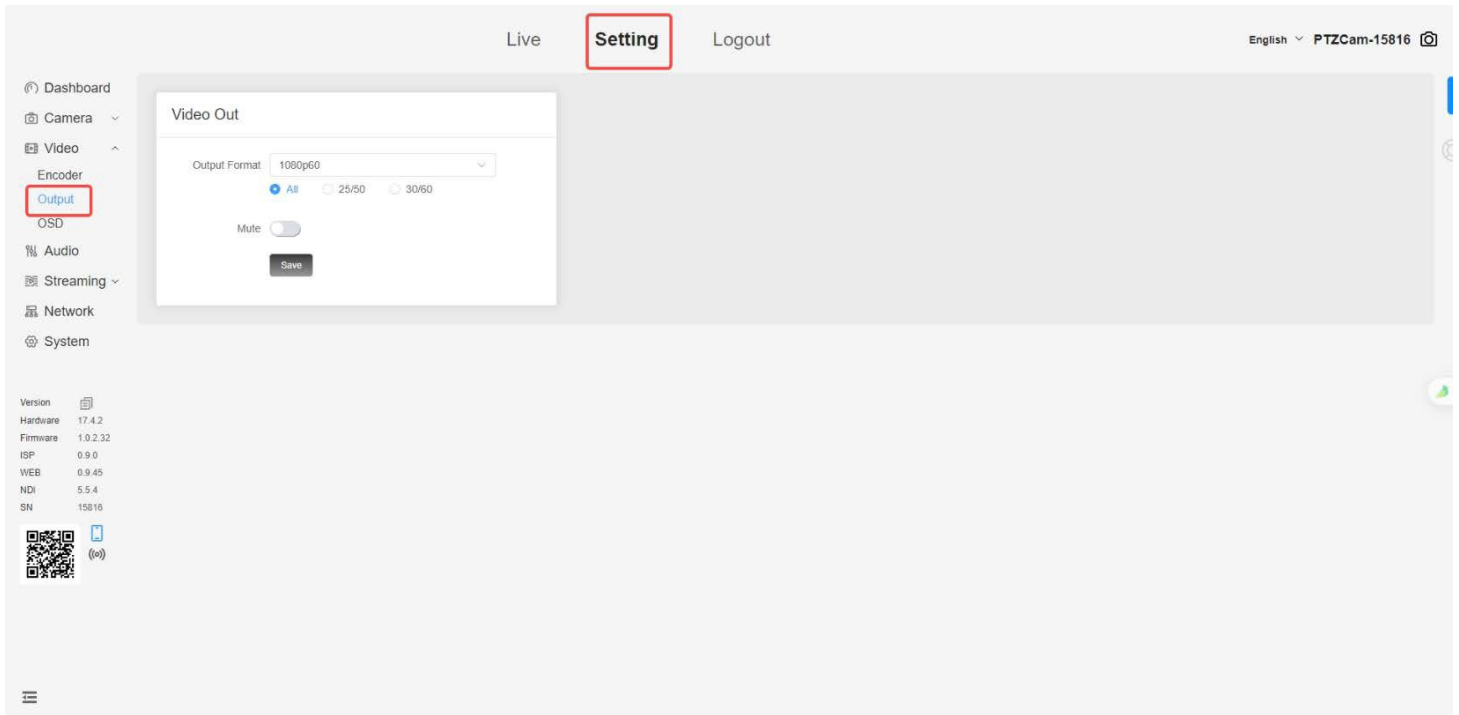 Live Setting Logout English PTZCam-15816
Dashboard
Camera
Video
Encoder
Output
OSD
Audio
Streaming
Network
System
Video Out
Output Format 1080p60
All 25/50 30/60
Mute
Save
Version
Hardware 17.4.2
Firmware 1.0.2.32
ISP 0.9.0
WEB 0.9.45
NDI 5.5.4
SN 15816